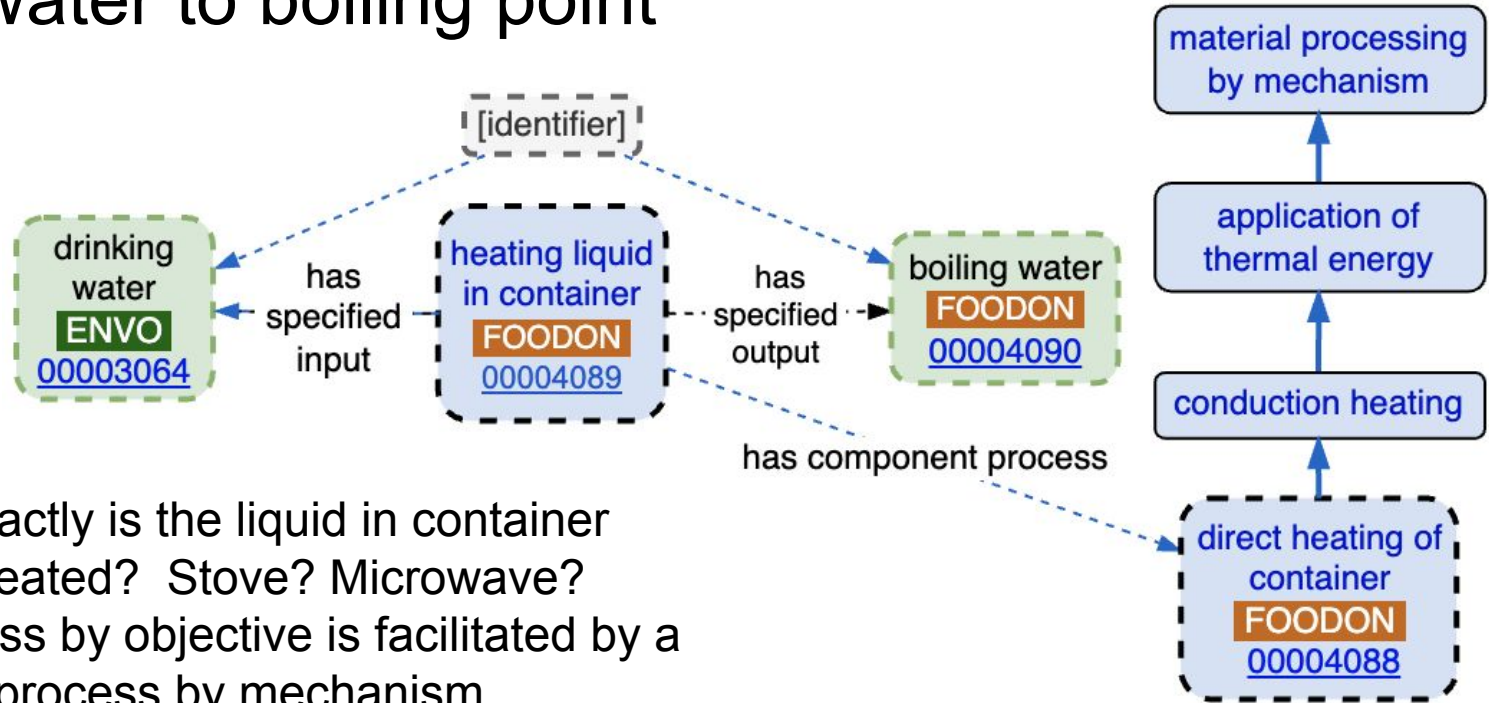 water to boiling point
[identifier]
drinking
water
ENVO
00003064
has
specified
input
heating liquid
in container
FOODON
00004089
has
specified
output
boiling water
FOODON
00004090
has component process
material processing
by mechanism
application of
thermal energy
conduction heating
direct heating of
container
FOODON
00004088
actly is the liquid in container
eated? Stove? Microwave?
ss by objective is facilitated by a
process by mechanism